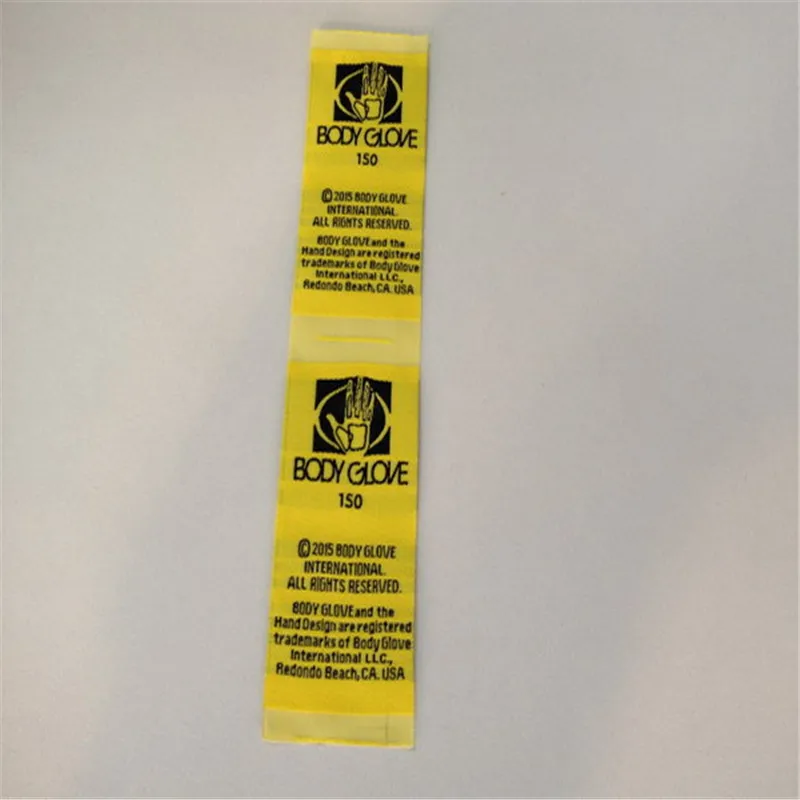 BODY GLOVE
150
© 2015 BODY GLOVE
INTERNATIONAL.
ALL RIGHTS RESERVED.
BODY GLOVE and the
Hand Design are registered
trademarks of Body Glove
International LLC.,
Redondo Beach, CA. USA
BODY GLOVE
150
© 2015 BODY GLOVE
INTERNATIONAL.
ALL RIGHTS RESERVED.
BODY GLOVE and the
Hand Design are registered
trademarks of Body Glove
International LLC.,
Redondo Beach, CA. USA